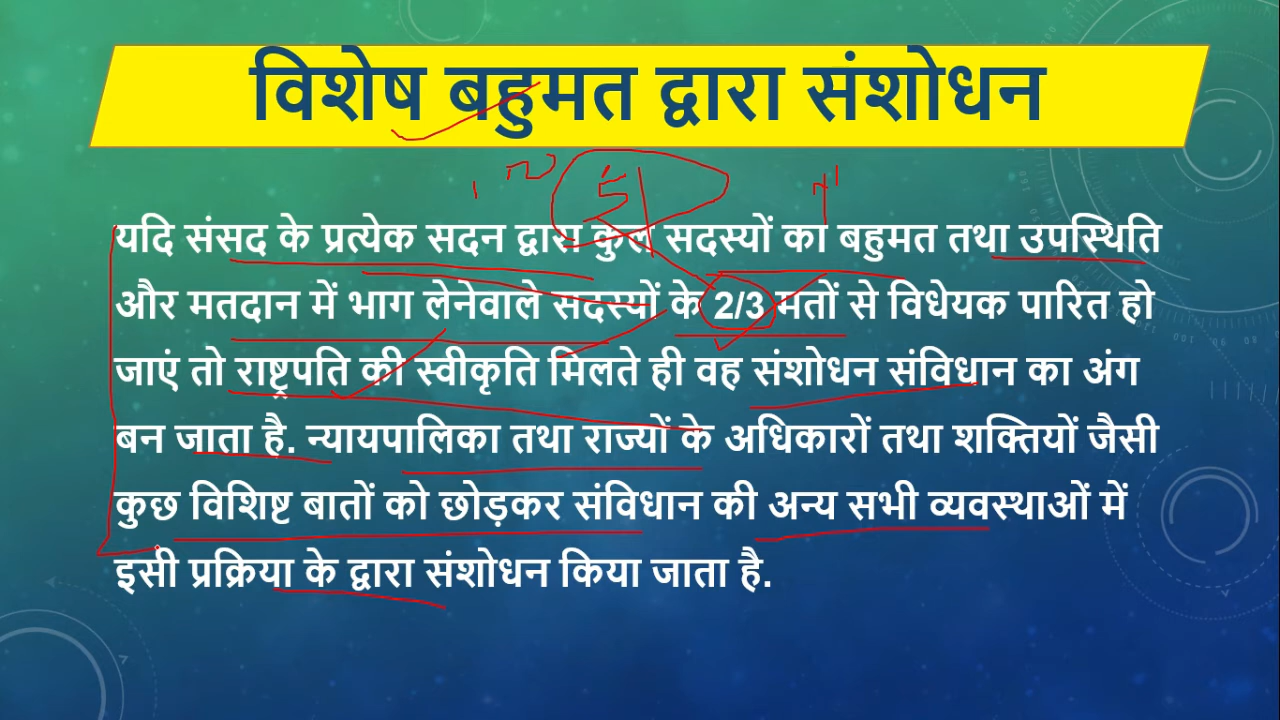 विशेष बहुमत द्वारा संशोधन
51
यदि संसद के प्रत्येक सदन द्वारा कुल सदस्यों का बहुमत तथा उपस्थिति
और मतदान में भाग लेनेवाले सदस्यों के 2/3 मतों से विधेयक पारित हो
जाएं तो राष्ट्रपति की स्वीकृति मिलते ही वह संशोधन संविधान का अंग
बन जाता है. न्यायपालिका तथा राज्यों के अधिकारों तथा शक्तियों जैसी
कुछ विशिष्ट बातों को छोड़कर संविधान की अन्य सभी व्यवस्थाओं में
इसी प्रक्रिया के द्वारा संशोधन किया जाता है.